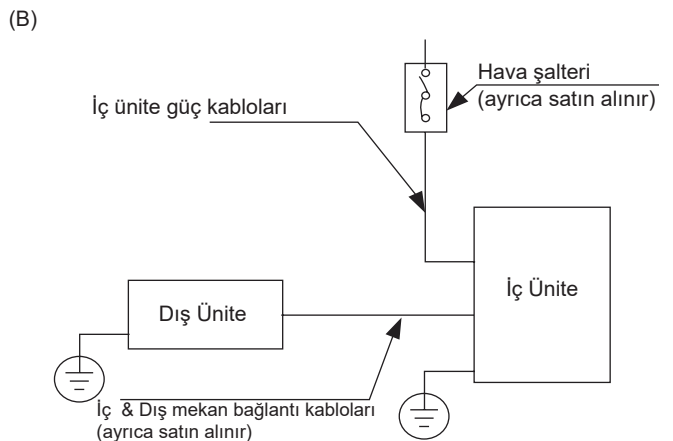 (B)
Hava şalteri
(ayrıca satın alınır)
İç ünite güç kabloları
İç Ünite
Dış Ünite
İç & Dış mekan bağlantı kabloları
(ayrıca satın alınır)